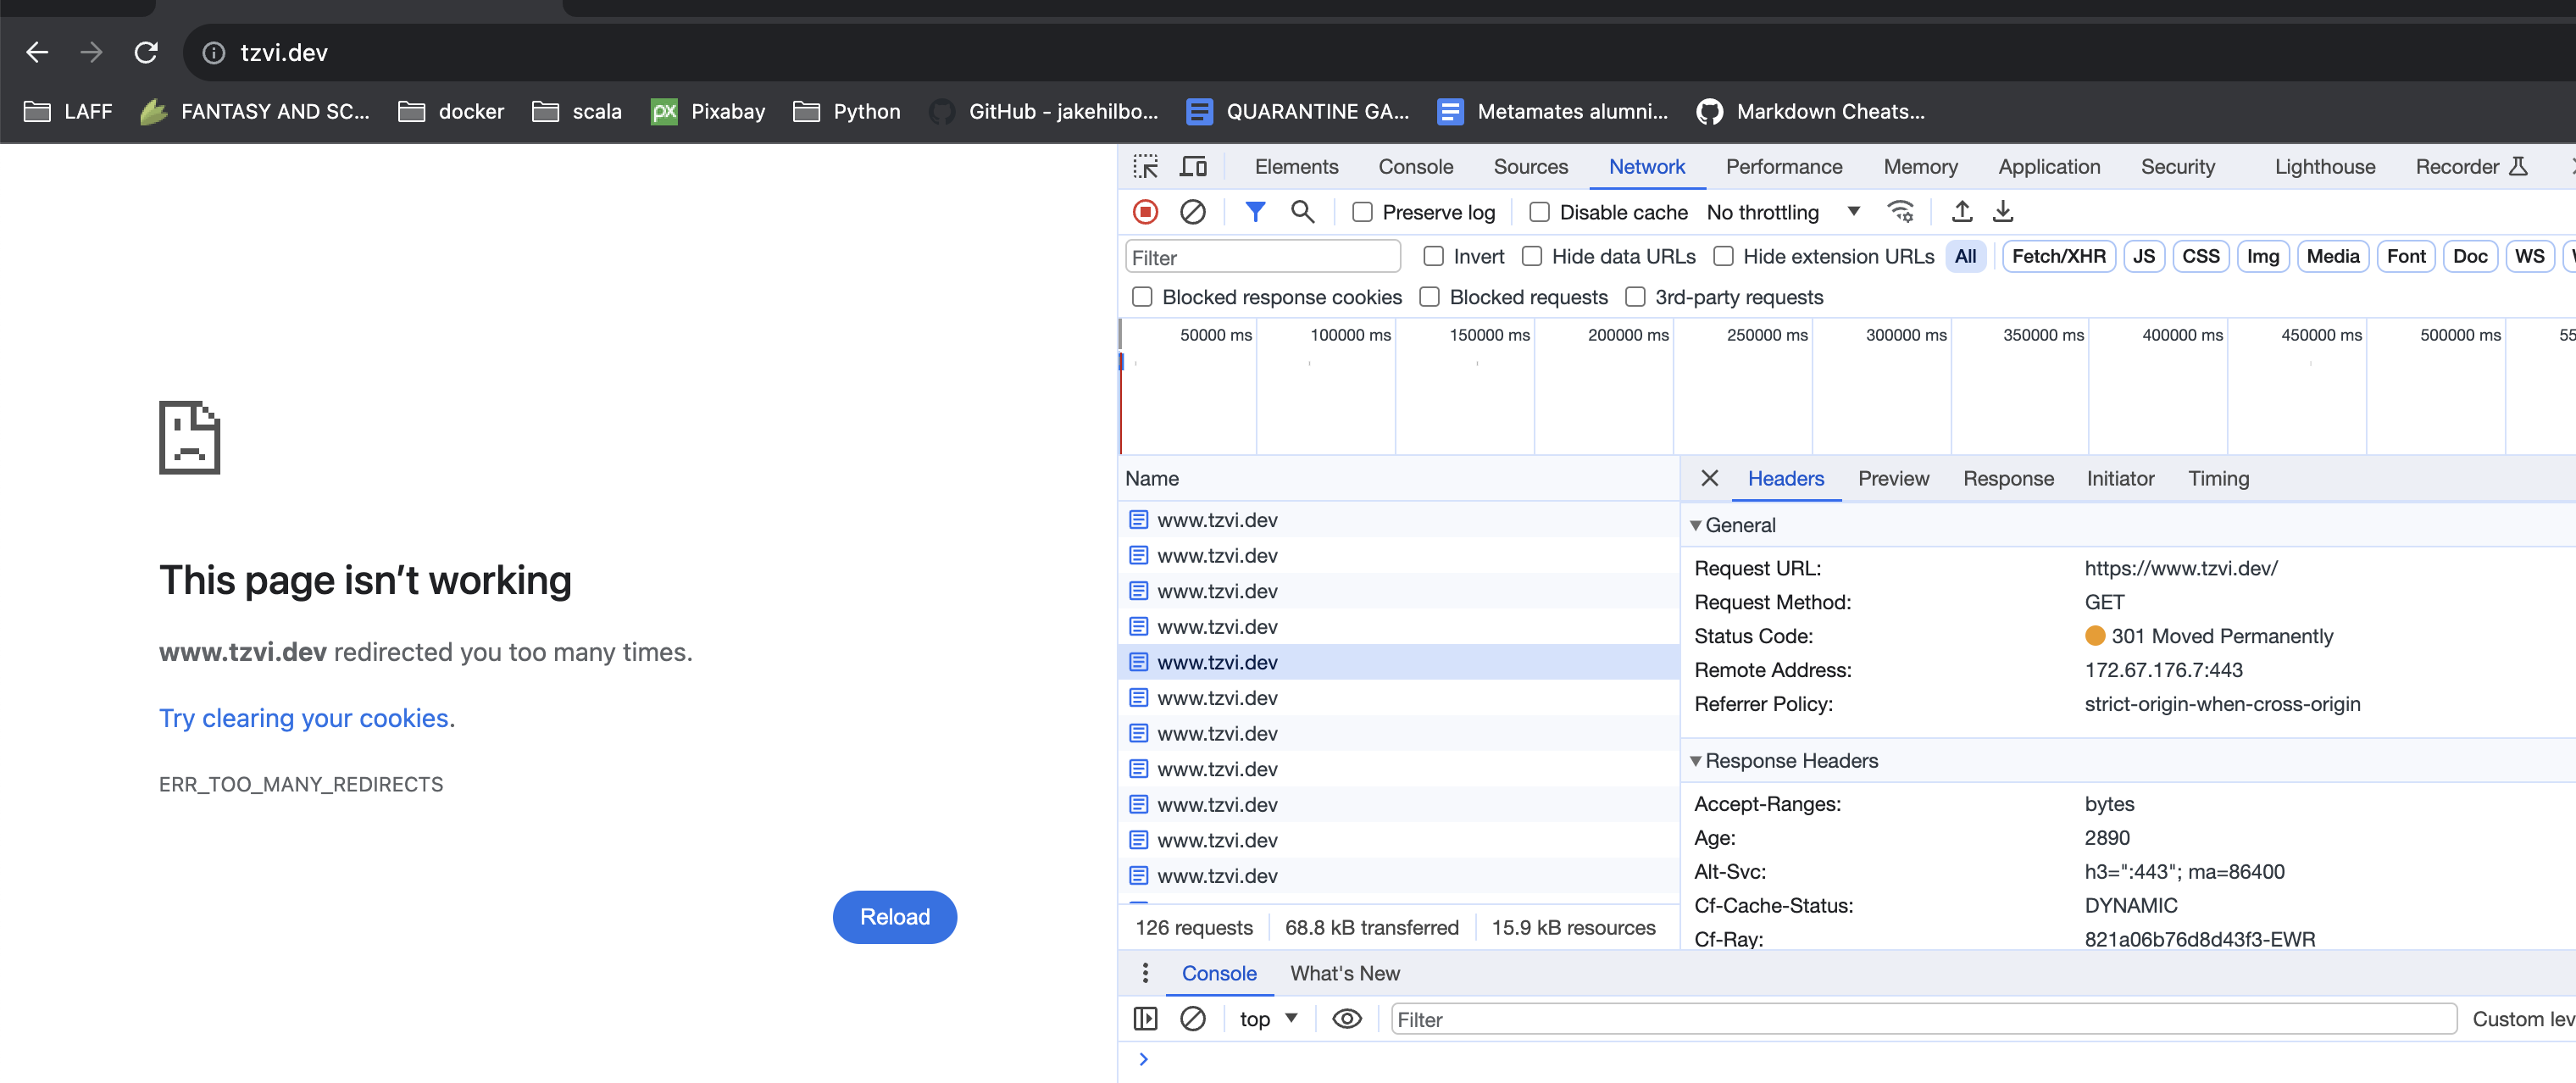 tzvi.dev
LAFF FANTASY AND SC... docker scala Pixabay Python GitHub - jakehilbo... QUARANTINE GA... Metamates alumni... Markdown Cheats...
Elements Console Sources Network Performance Memory Application Security Lighthouse Recorder
Preserve log Disable cache No throttling
Filter Invert Hide data URLs Hide extension URLs All Fetch/XHR JS CSS Img Media Font Doc WS
Blocked response cookies Blocked requests 3rd-party requests
50000 ms 100000 ms 150000 ms 200000 ms 250000 ms 300000 ms 350000 ms 400000 ms 450000 ms 500000 ms 55
This page isn’t working
www.tzvi.dev redirected you too many times.
Try clearing your cookies.
ERR_TOO_MANY_REDIRECTS
Reload
Name
www.tzvi.dev
www.tzvi.dev
www.tzvi.dev
www.tzvi.dev
www.tzvi.dev
www.tzvi.dev
www.tzvi.dev
www.tzvi.dev
www.tzvi.dev
www.tzvi.dev
www.tzvi.dev
126 requests 68.8 kB transferred 15.9 kB resources
Headers Preview Response Initiator Timing
General
Request URL: https://www.tzvi.dev/
Request Method: GET
Status Code: 301 Moved Permanently
Remote Address: 172.67.176.7:443
Referrer Policy: strict-origin-when-cross-origin
Response Headers
Accept-Ranges: bytes
Age: 2890
Alt-Svc: h3=":443"; ma=86400
Cf-Cache-Status: DYNAMIC
Cf-Ray: 821a06b76d8d43f3-EWR
Console What's New
top Filter Custom lev